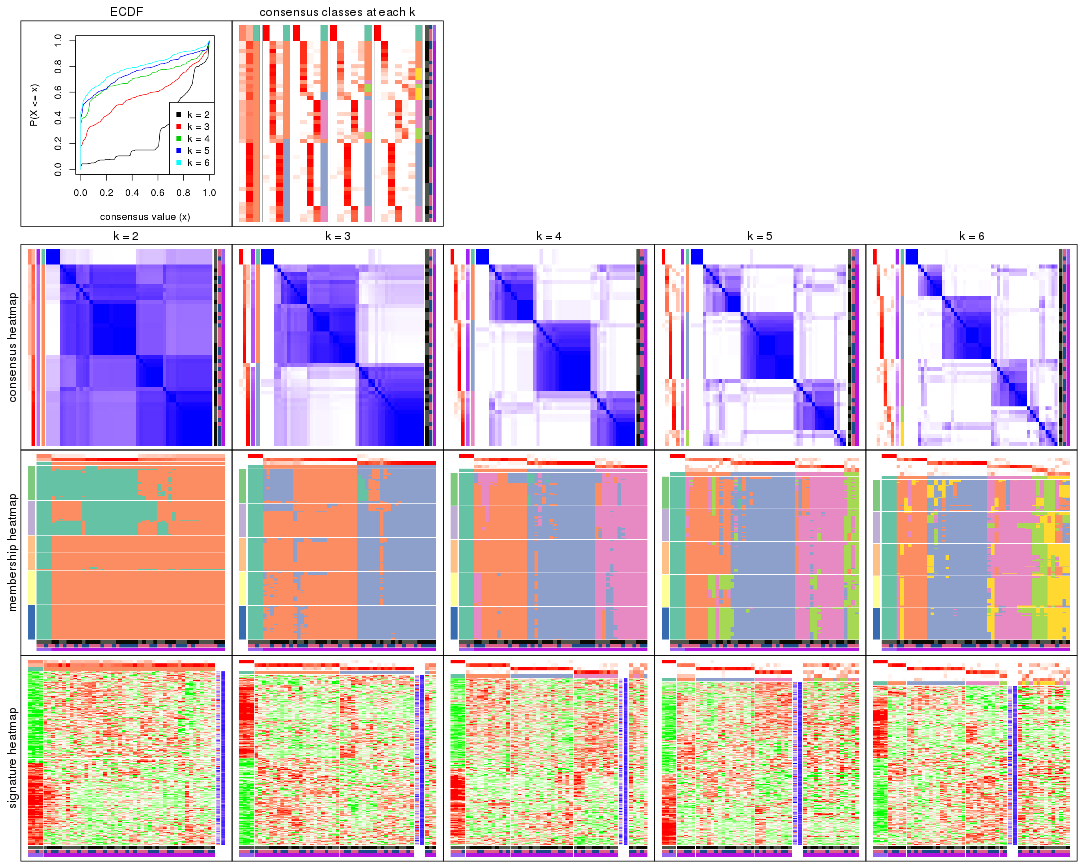 ECDF
consensus classes at each k
P(X <= x)
0.0 0.2 0.4 0.6 0.8 1.0
k = 2
k = 3
k = 4
k = 5
k = 6
0.0 0.2 0.4 0.6 0.8 1.0
consensus value (x)
k = 2
k = 3
k = 4
k = 5
k = 6
consensus heatmap
membership heatmap
signature heatmap